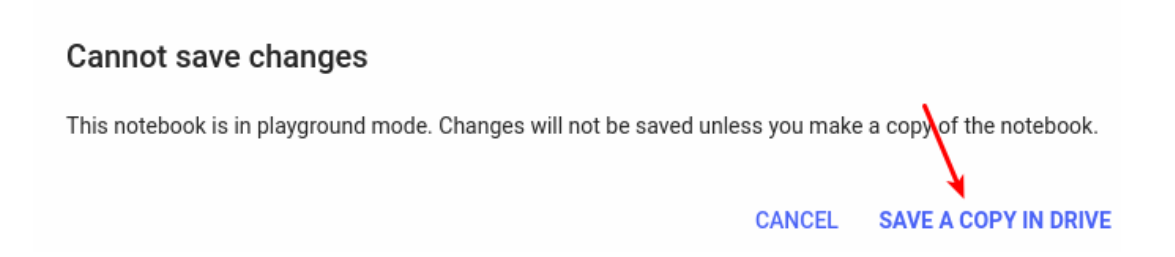 Cannot save changes
This notebook is in playground mode. Changes will not be saved unless you make a copy of the notebook.
CANCEL SAVE A COPY IN DRIVE